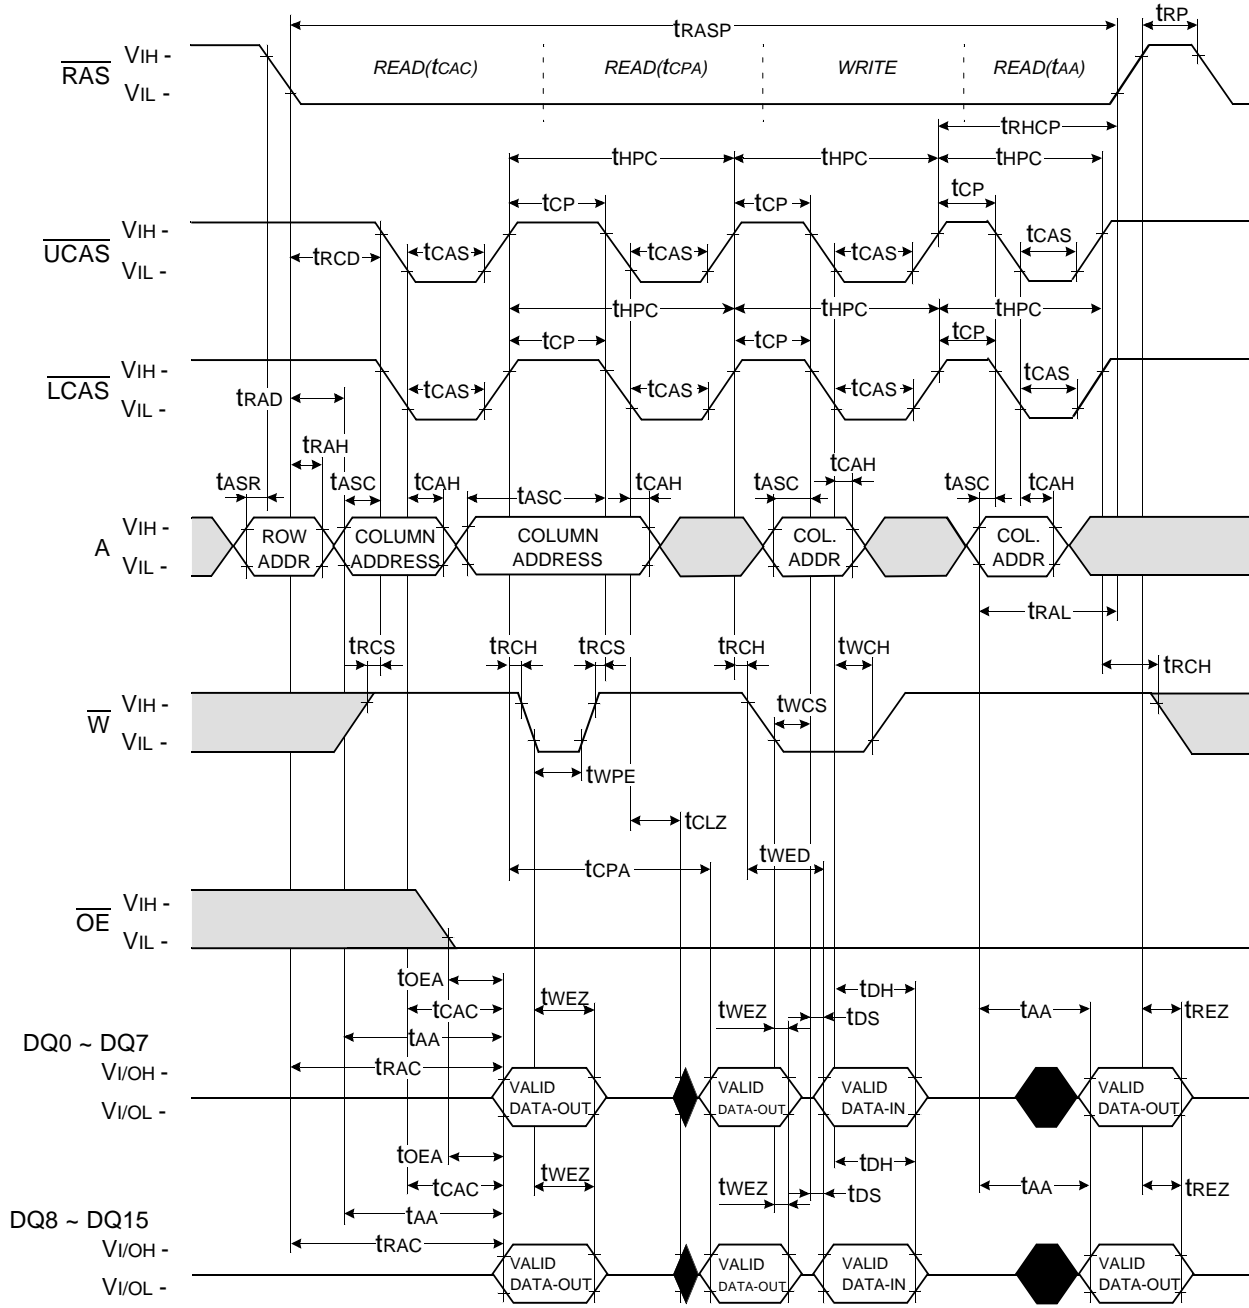 tRASP tRP
RAS VIH - VIL -
READ(tCAC) READ(tCPA) WRITE READ(tAA)
tRHCP
tHPC tHPC tHPC
tCP tCP tCP
UCAS VIH - VIL -
tRCD tCAS tCAS tCAS tCAS
tHPC tHPC tHPC
tCP tCP tCP
LCAS VIH - VIL -
tCAS tCAS tCAS tCAS
tRAD
tRAH
tASR tASC tCAH tASC tCAH tASC tCAH tASC tCAH
A VIH - VIL -
ROW ADDR
COLUMN ADDRESS
COLUMN ADDRESS
COL. ADDR
COL. ADDR
tRAL
tRCS tRCH tRCS tRCH tWCH tRCH
W VIH - VIL -
tWCS
tWPE
tCLZ
tCPA tWED
OE VIH - VIL -
tOEA
tCAC tWEZ tWEZ tDH tDS
tAA tAA tREZ
tRAC
DQ0 ~ DQ7
VI/OH -
VI/OL -
VALID DATA-OUT
VALID DATA-OUT
VALID DATA-IN
VALID DATA-OUT
tOEA
tCAC tWEZ tWEZ tDH tDS
tAA tAA tREZ
tRAC
DQ8 ~ DQ15
VI/OH -
VI/OL -
VALID DATA-OUT
VALID DATA-OUT
VALID DATA-IN
VALID DATA-OUT